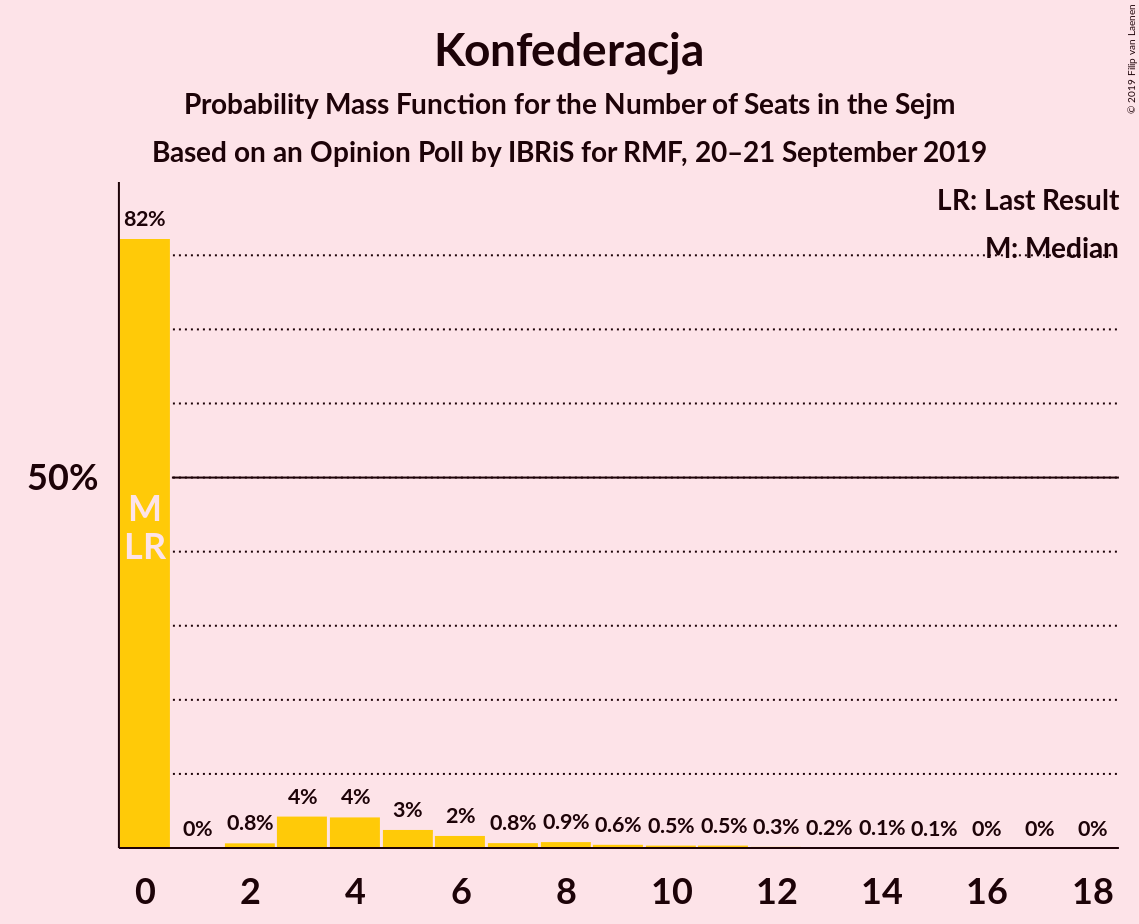 Konfederacja
Probability Mass Function for the Number of Seats in the Sejm
Based on an Opinion Poll by IBRiS for RMF, 20–21 September 2019
© 2019 Filip van Laenen
LR: Last Result
M: Median
82%
50%
M
LR
0%
0.8%
4%
4%
3%
2%
0.8%
0.9%
0.6%
0.5%
0.5%
0.3%
0.2%
0.1%
0.1%
0%
0%
0%
0 2 4 6 8 10 12 14 16 18